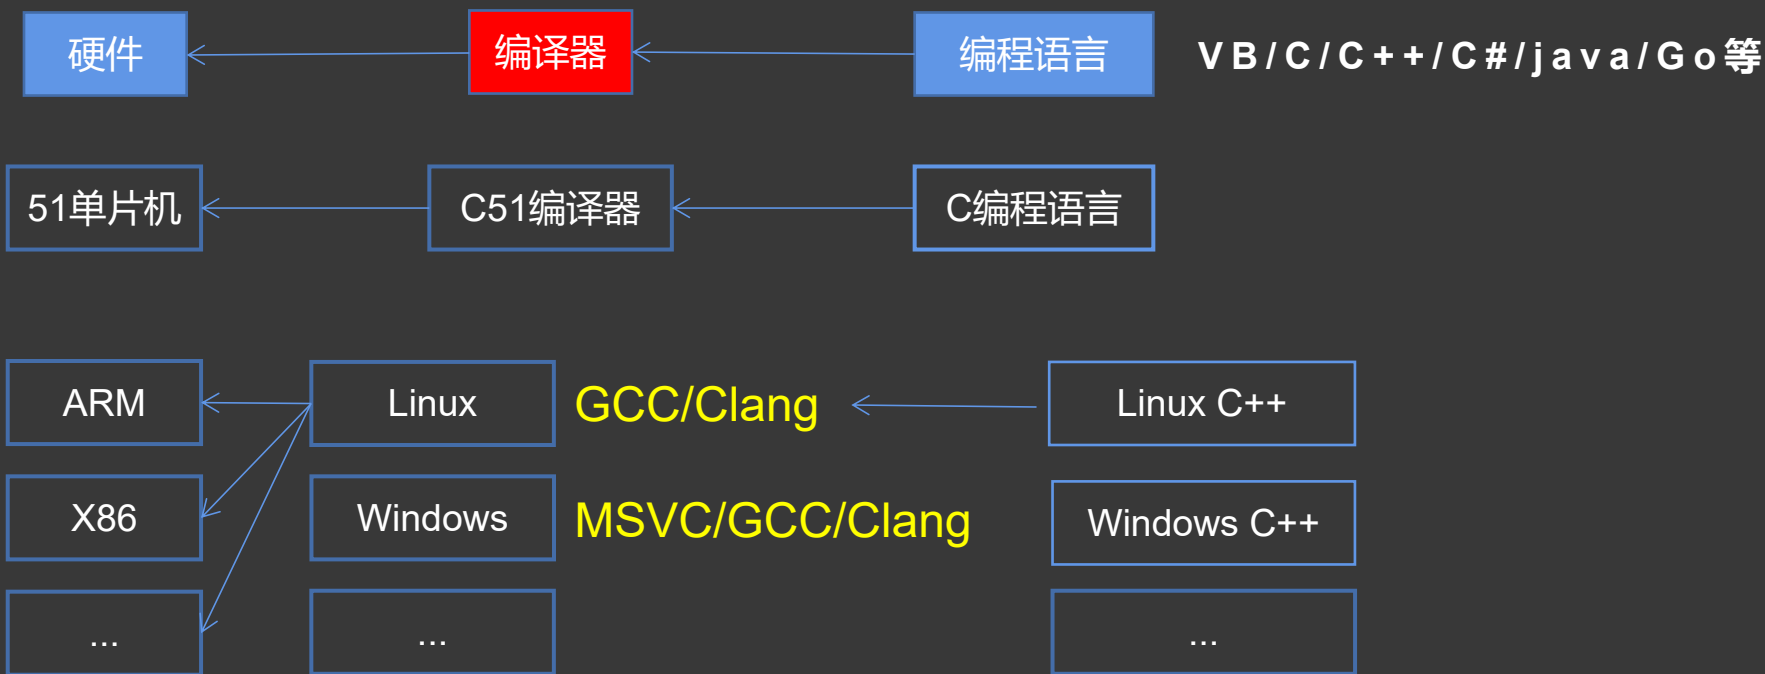 硬件 编译器 编程语言 VB/C/C++/C#/java/Go等
51单片机 C51编译器 C编程语言
ARM Linux GCC/Clang Linux C++
X86 Windows MSVC/GCC/Clang Windows C++
... ... ...